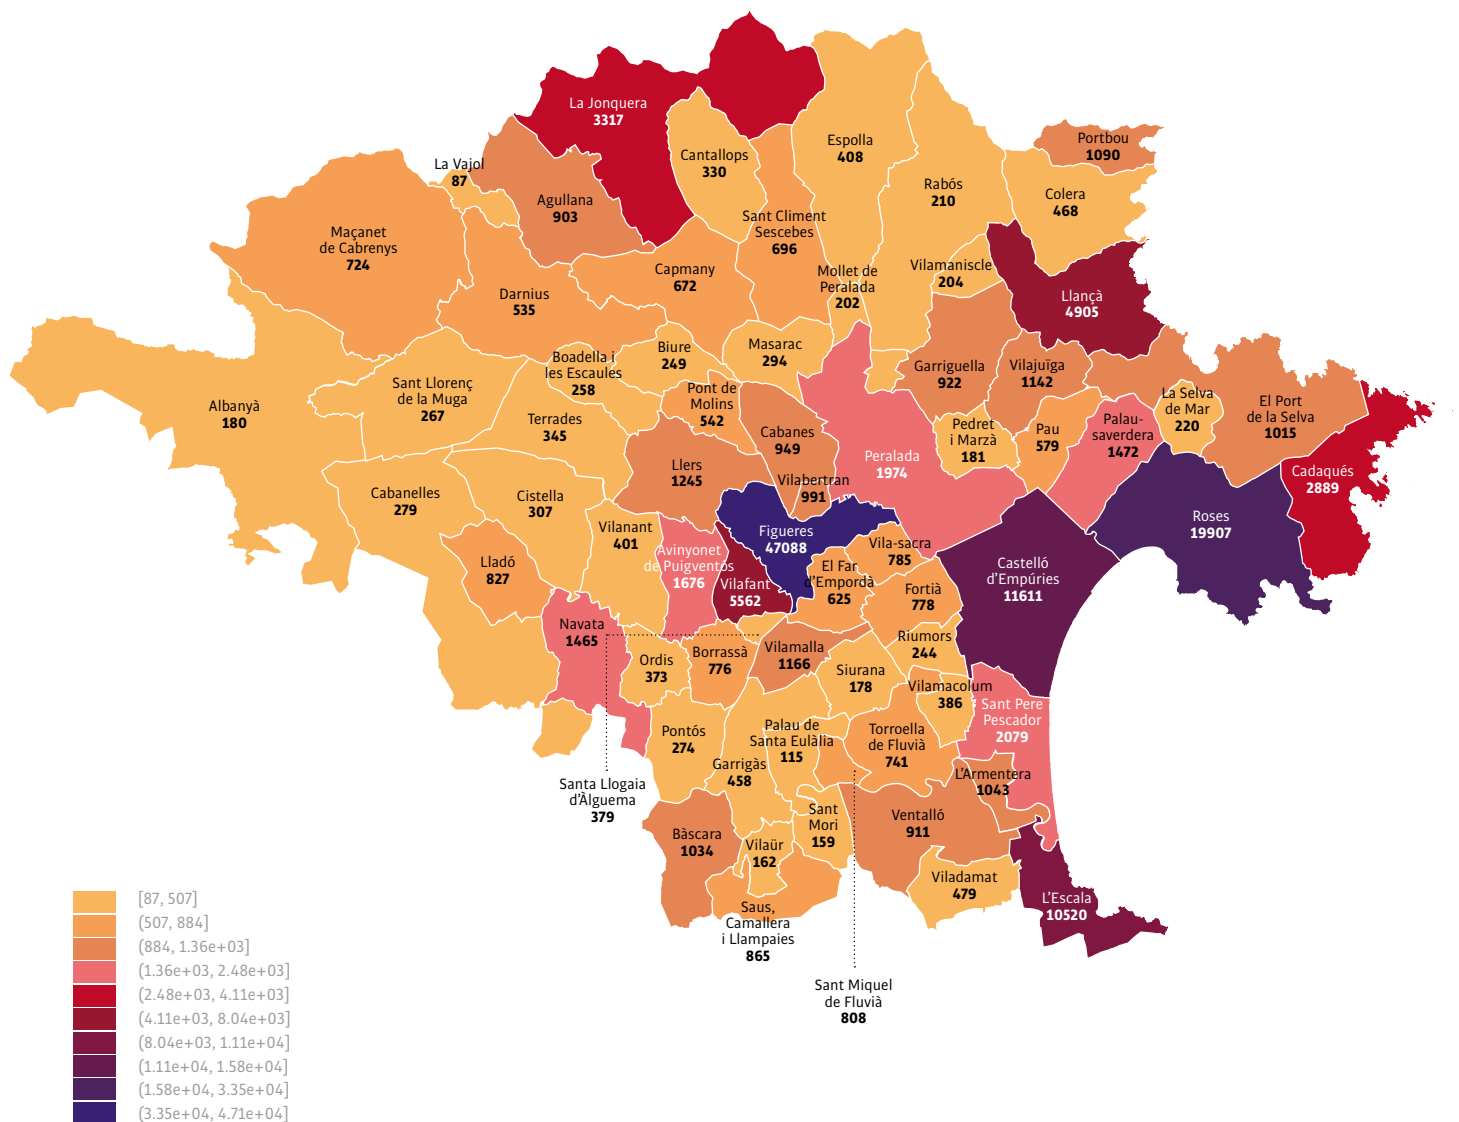 La Jonquera
3317
Portbou
1090
Espolla
408
Cantallops
330
La Vajol
87
Rabós
210
Colera
468
Agullana
903
Sant Climent
Sescebes
696
Maçanet
de Cabrenys
724
Capmany
672
Mollet de
Peralada
202
Vilamaniscle
204
Darnius
535
Llançà
4905
Masarac
294
Biure
249
Boadella i
les Escaules
258
Garriguella
922
Vilajuïga
1142
Sant Llorenç
de la Muga
267
Pont de
Molins
542
La Selva
de Mar
220
El Port
de la Selva
1015
Albanyà
180
Terrades
345
Cabanes
949
Pedret
i Marzà
181
Pau
579
Palau-
saverdera
1472
Peralada
1974
Llers
1245
Vilabertran
991
Cadaqués
2889
Cabanelles
279
Cistella
307
Roses
19907
Vilanant
401
Figueres
47088
Avinyonet
de Puigventós
1676
Vila-sacra
785
Lladó
827
El Far
d'Empordà
625
Castelló
d'Empúries
11611
Vilafant
5562
Fortià
778
Navata
1465
Riumors
244
Ordis
373
Borrassà
776
Vilamalla
1166
Siurana
178
Vilamacolum
386
Sant Pere
Pescador
2079
Pontós
274
Palau de
Santa Eulàlia
115
Torroella
de Fluvià
741
Garrigàs
458
L'Armentera
1043
Santa Llogaia
d'Àlguema
379
Sant
Mori
159
Ventalló
911
Bàscara
1034
Vilaür
162
Viladamat
479
L'Escala
10520
Saus,
Camallera
i Llampaies
865
Sant Miquel
de Fluvià
808
[87, 507]
(507, 884]
(884, 1.36e+03]
(1.36e+03, 2.48e+03]
(2.48e+03, 4.11e+03]
(4.11e+03, 8.04e+03]
(8.04e+03, 1.11e+04]
(1.11e+04, 1.58e+04]
(1.58e+04, 3.35e+04]
(3.35e+04, 4.71e+04]